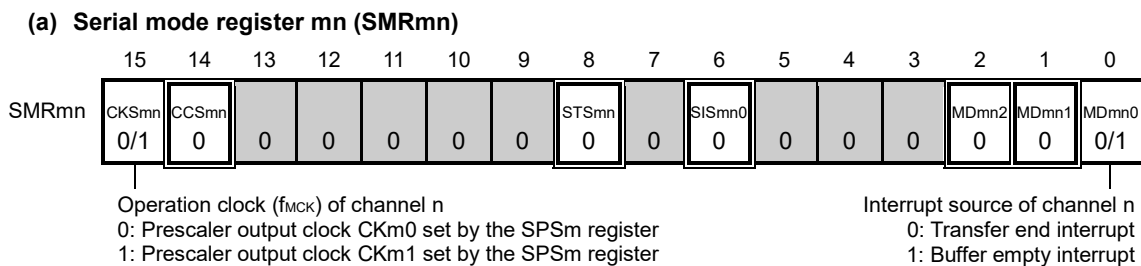 (a) Serial mode register mn (SMRmn)
15 14 13 12 11 10 9 8 7 6 5 4 3 2 1 0
SMRmn CKSmn CCSmn STSmn SISmn0 MDmn2 MDmn1 MDmn0
0/1 0 0 0 0 0 0 0 0 0 0 0 0 0 0 0/1
Operation clock (fMCK) of channel n
0: Prescaler output clock CKm0 set by the SPSm register
1: Prescaler output clock CKm1 set by the SPSm register
Interrupt source of channel n
0: Transfer end interrupt
1: Buffer empty interrupt